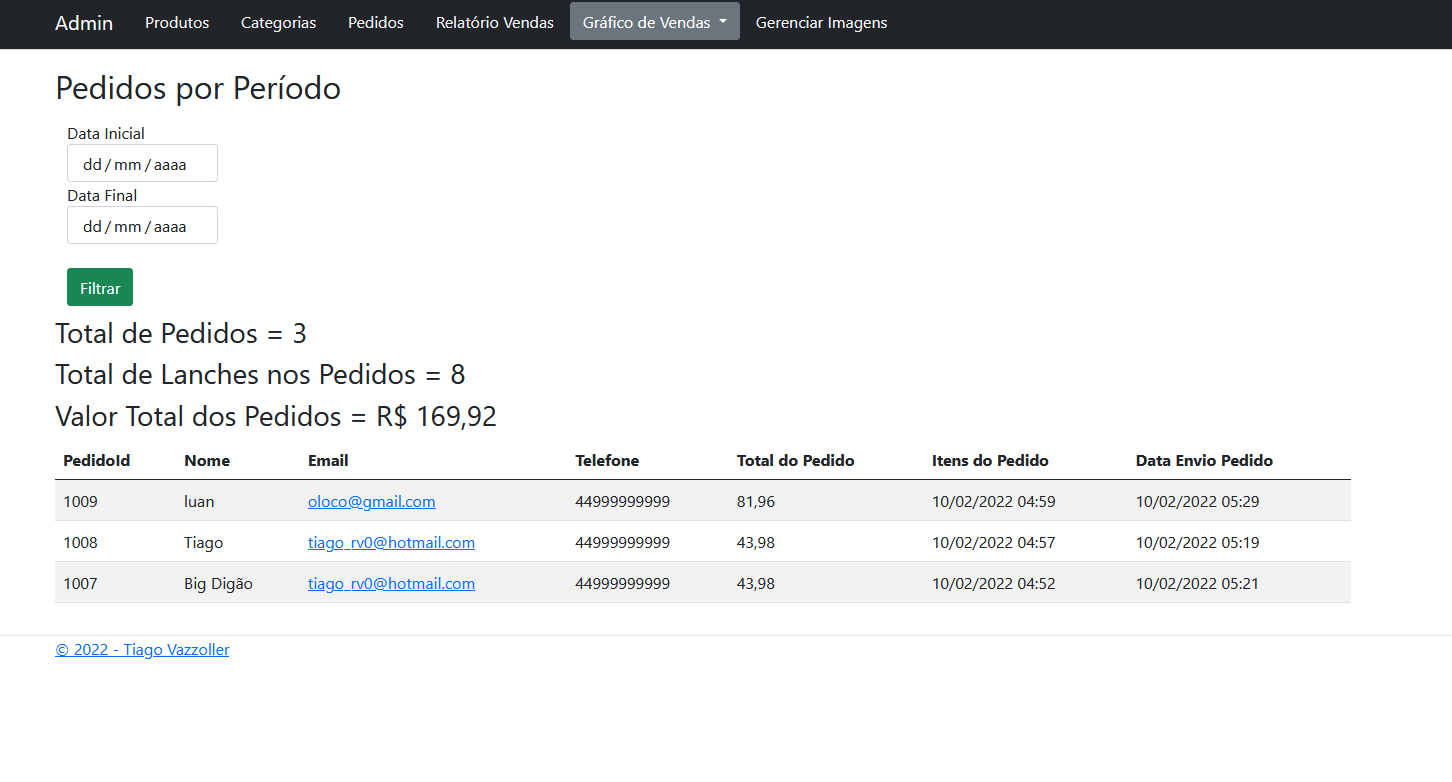 Admin Produtos Categorias Pedidos Relatório Vendas Gráfico de Vendas Gerenciar Imagens
Pedidos por Período
Data Inicial
dd/mm/aaaa
Data Final
dd/mm/aaaa
Filtrar
Total de Pedidos = 3
Total de Lanches nos Pedidos = 8
Valor Total dos Pedidos = R$ 169,92
PedidoId Nome Email Telefone Total do Pedido Itens do Pedido Data Envio Pedido
1009 luan oloco@gmail.com 44999999999 81,96 10/02/2022 04:59 10/02/2022 05:29
1008 Tiago tiago_rv0@hotmail.com 44999999999 43,98 10/02/2022 04:57 10/02/2022 05:19
1007 Big Digão tiago_rv0@hotmail.com 44999999999 43,98 10/02/2022 04:52 10/02/2022 05:21
© 2022 - Tiago Vazzoller